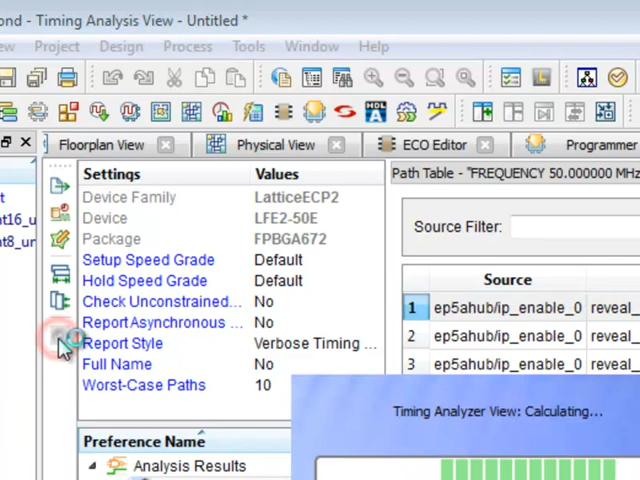 ond - Timing Analysis View - Untitled *
ew Project Design Process Tools Window Help
Floorplan View Physical View ECO Editor Programmer
Settings Values
Device Family LatticeECP2
Device LFE2-50E
Package FPBGA672
Setup Speed Grade Default
Hold Speed Grade Default
Check Unconstrained... No
Report Asynchronous ... No
Report Style Verbose Timing ...
Full Name No
Worst-Case Paths 10
Preference Name
Analysis Results
t
nt16_u
nt8_ur
Path Table - "FREQUENCY 50.000000 MHz
Source Filter:
Source
1 ep5ahub/ip_enable_0 reveal_
2 ep5ahub/ip_enable_0 reveal_
3 ep5ahub/ip_enable_0 reveal_
Timing Analyzer View: Calculating...